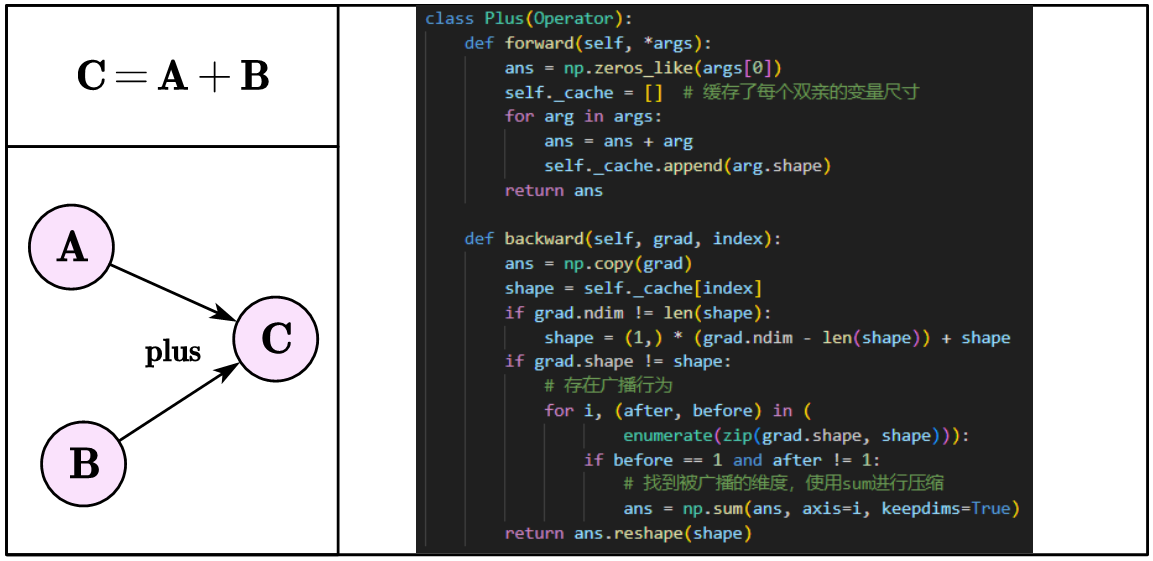 C = A + B
A
plus
C
B
class Plus(Operator):
    def forward(self, *args):
        ans = np.zeros_like(args[0])
        self._cache = []  # 缓存了每个双亲的变量尺寸
        for arg in args:
            ans = ans + arg
            self._cache.append(arg.shape)
        return ans

    def backward(self, grad, index):
        ans = np.copy(grad)
        shape = self._cache[index]
        if grad.ndim != len(shape):
            shape = (1,) * (grad.ndim - len(shape)) + shape
        if grad.shape != shape:
            # 存在广播行为
            for i, (after, before) in (
                    enumerate(zip(grad.shape, shape))):
                if before == 1 and after != 1:
                    # 找到被广播的维度，使用sum进行压缩
                    ans = np.sum(ans, axis=i, keepdims=True)
        return ans.reshape(shape)